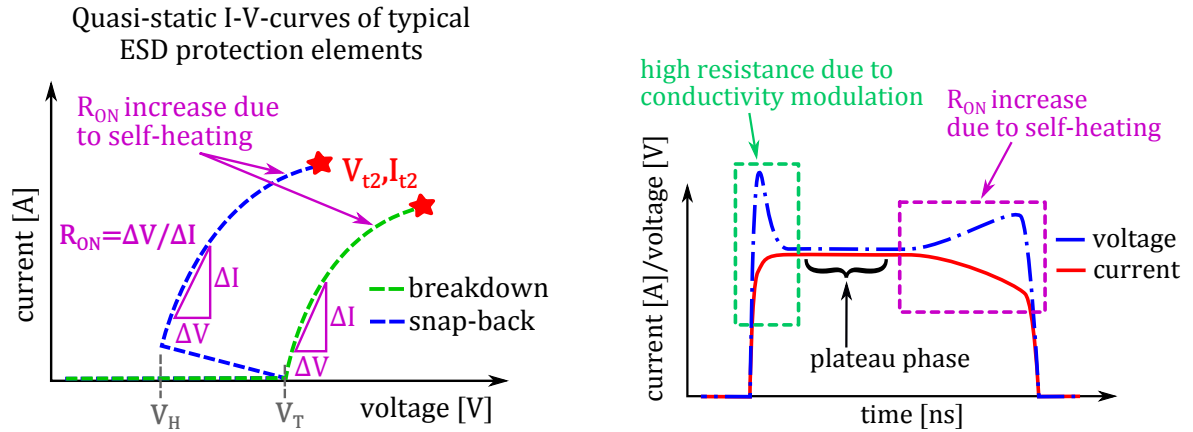 Quasi-static I-V-curves of typical
ESD protection elements
R_ON increase due
to self-heating
V_t2,I_t2
R_ON=ΔV/ΔI
ΔI
ΔV
ΔI
ΔV
breakdown
snap-back
current [A]
V_H
V_T
voltage [V]
high resistance due to
conductivity modulation
R_ON increase
due to self-heating
voltage
current
plateau phase
current [A]/voltage [V]
time [ns]